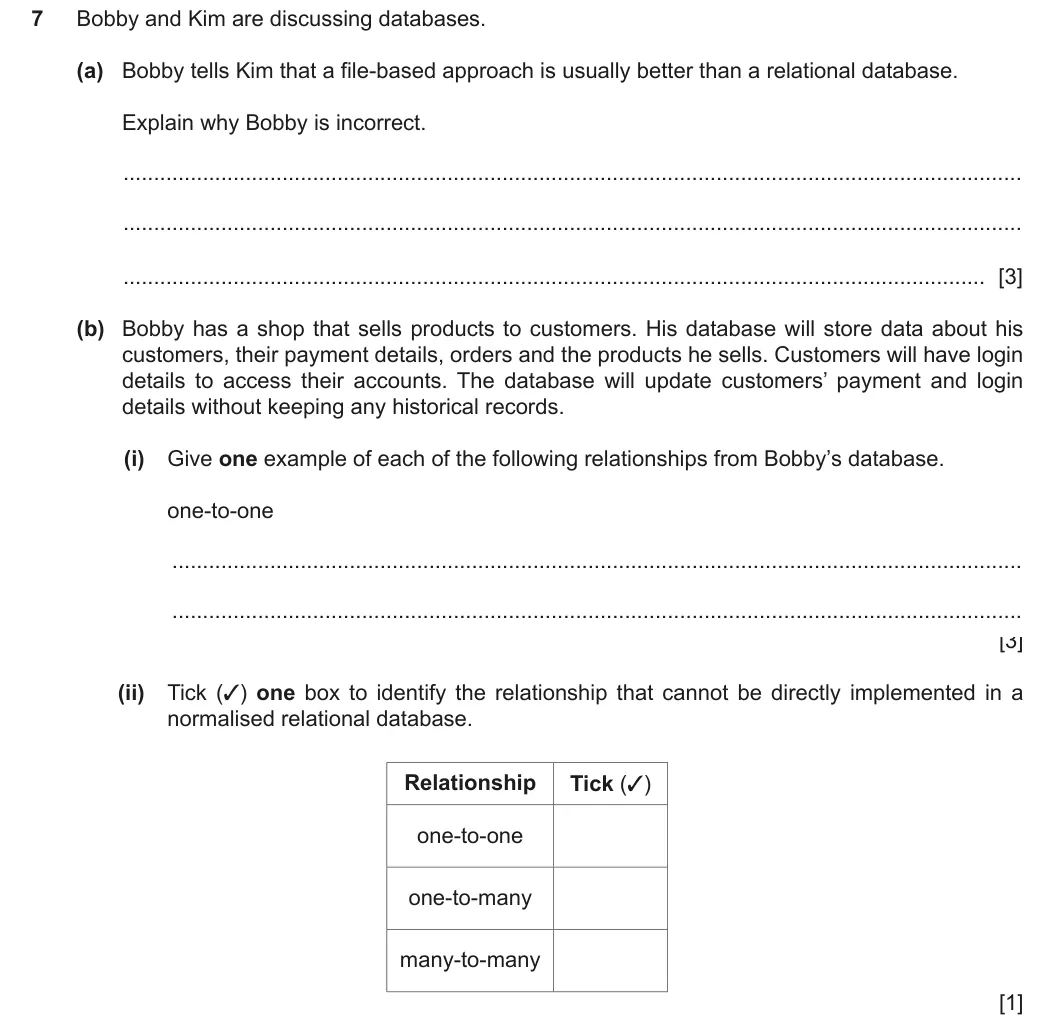 7 Bobby and Kim are discussing databases.
(a) Bobby tells Kim that a file-based approach is usually better than a relational database.
Explain why Bobby is incorrect.
..........
..........
.......... [3]
(b) Bobby has a shop that sells products to customers. His database will store data about his
customers, their payment details, orders and the products he sells. Customers will have login
details to access their accounts. The database will update customers’ payment and login
details without keeping any historical records.
(i) Give one example of each of the following relationships from Bobby’s database.
one-to-one
..........
..........
[3]
(ii) Tick (✓) one box to identify the relationship that cannot be directly implemented in a
normalised relational database.
Relationship Tick (✓)
one-to-one
one-to-many
many-to-many
[1]